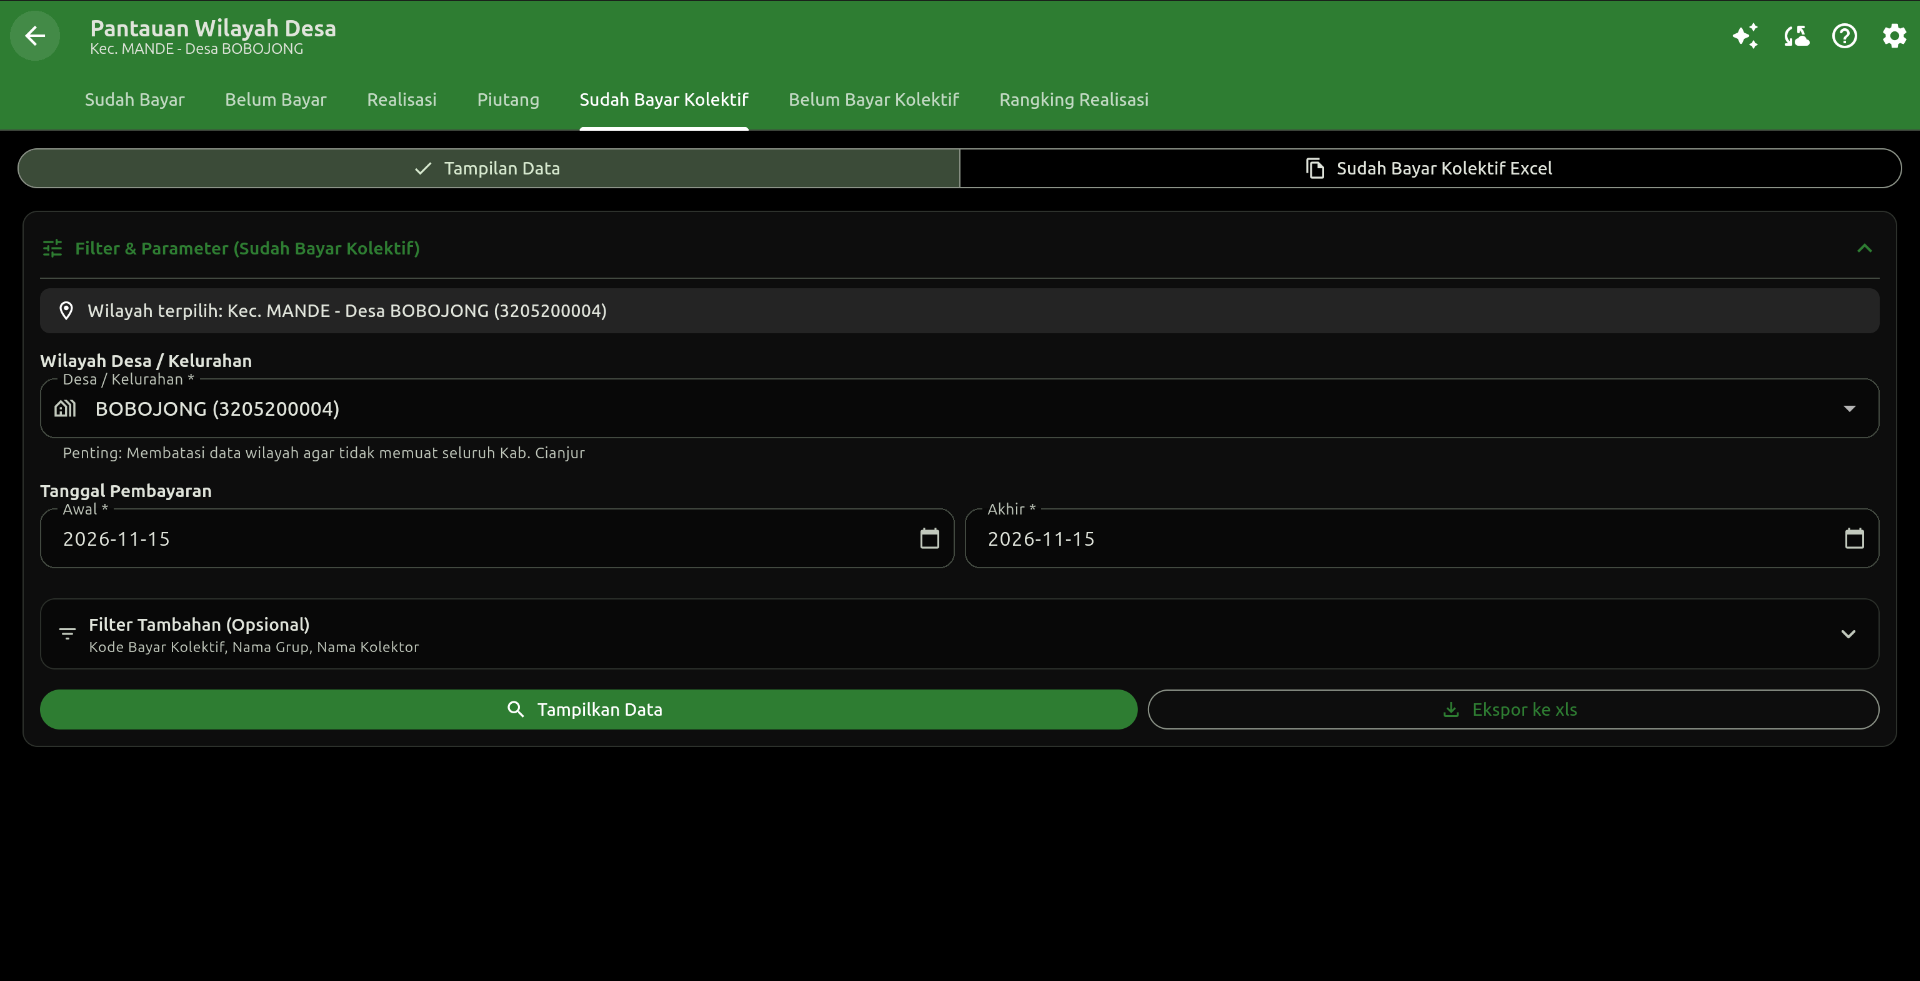 Pantauan Wilayah Desa
Kec. MANDE - Desa BOBOJONG
Sudah Bayar
Belum Bayar
Realisasi
Piutang
Sudah Bayar Kolektif
Belum Bayar Kolektif
Rangking Realisasi
Tampilan Data
Sudah Bayar Kolektif Excel
Filter & Parameter (Sudah Bayar Kolektif)
Wilayah terpilih: Kec. MANDE - Desa BOBOJONG (3205200004)
Wilayah Desa / Kelurahan
Desa / Kelurahan *
BOBOJONG (3205200004)
Penting: Membatasi data wilayah agar tidak memuat seluruh Kab. Cianjur
Tanggal Pembayaran
Awal *
2026-11-15
Akhir *
2026-11-15
Filter Tambahan (Opsional)
Kode Bayar Kolektif, Nama Grup, Nama Kolektor
Tampilkan Data
Ekspor ke xls